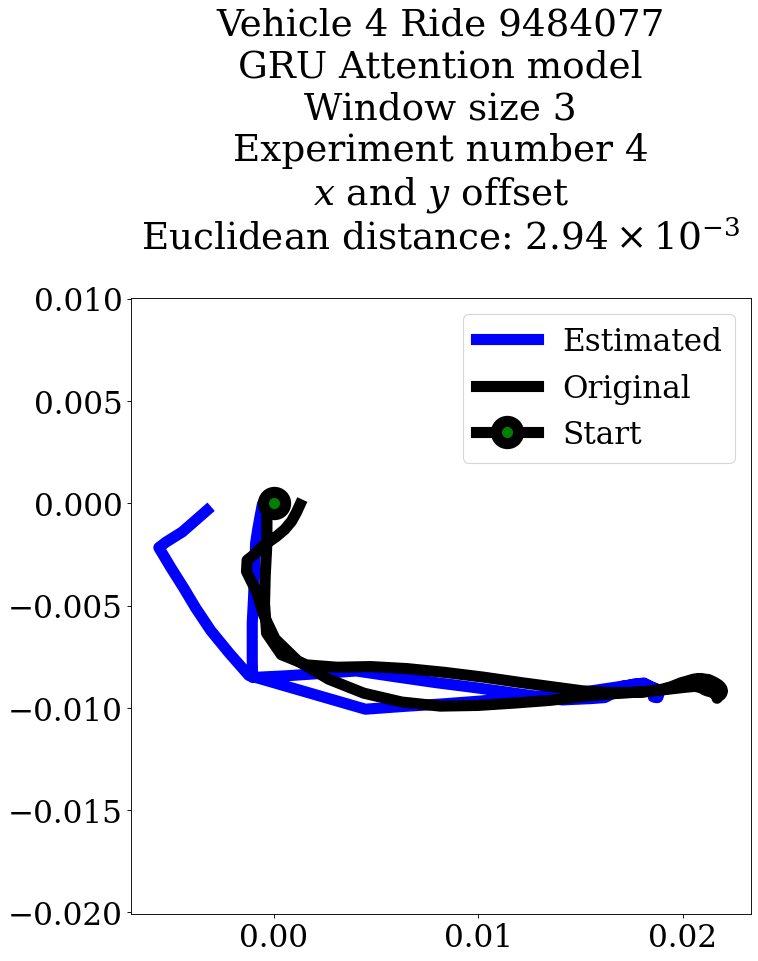 Vehicle 4 Ride 9484077
GRU Attention model
Window size 3
Experiment number 4
x and y offset
Euclidean distance: 2.94 × 10⁻³
0.010
0.005
0.000
−0.005
−0.010
−0.015
−0.020
Estimated
Original
Start
0.00 0.01 0.02